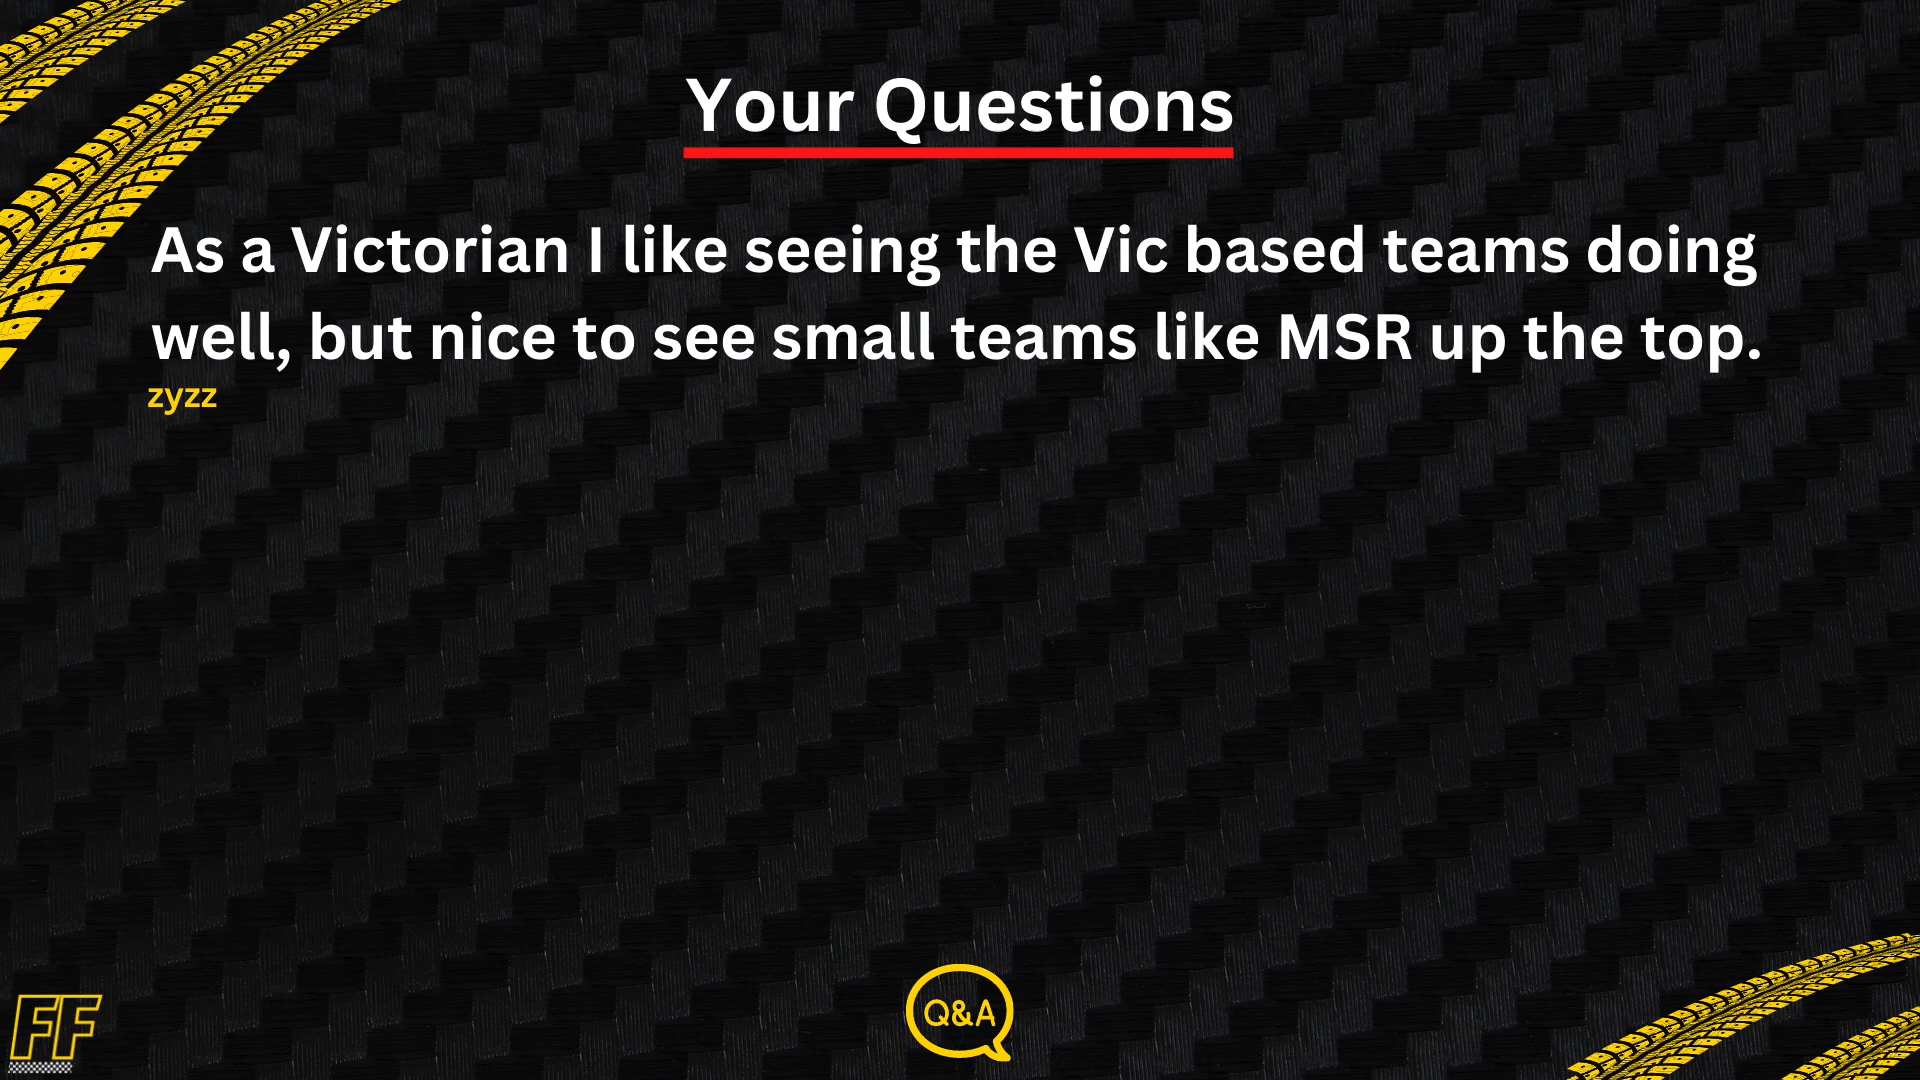 Your Questions
As a Victorian I like seeing the Vic based teams doing
well, but nice to see small teams like MSR up the top.
zyzz
Q&A
FF